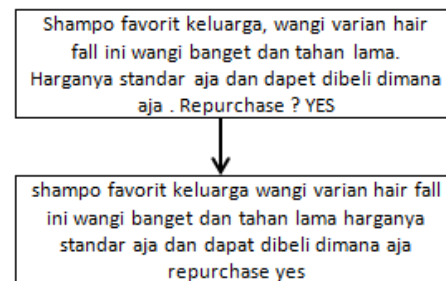 Shampo favorit keluarga, wangi varian hair
fall ini wangi banget dan tahan lama.
Harganya standar aja dan dapet dibeli dimana
aja . Repurchase ? YES
shampo favorit keluarga wangi varian hair fall
ini wangi banget dan tahan lama harganya
standar aja dan dapat dibeli dimana aja
repurchase yes